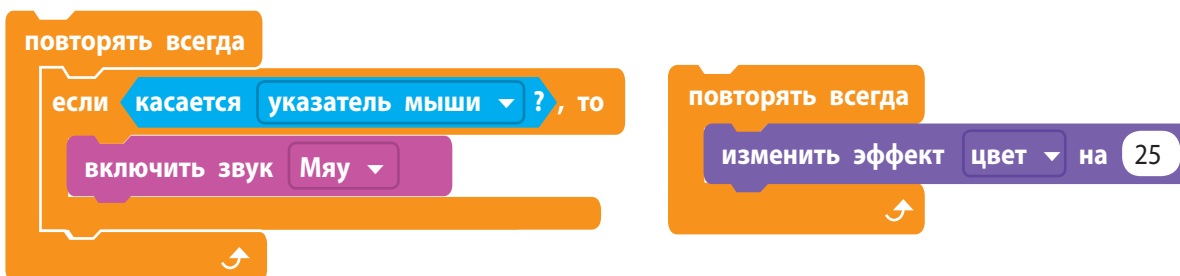 повторять всегда
если касается указатель мыши ?, то
включить звук Мяу
повторять всегда
изменить эффект цвет на 25